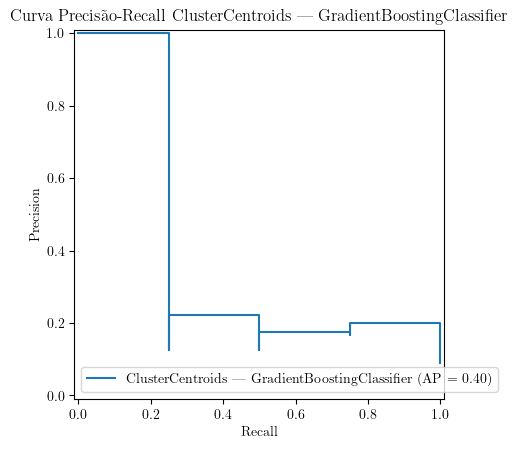 Curva Precisão-Recall ClusterCentroids — GradientBoostingClassifier
1.0
0.8
0.6
0.4
0.2
0.0
Precision
ClusterCentroids — GradientBoostingClassifier (AP = 0.40)
0.0 0.2 0.4 0.6 0.8 1.0
Recall